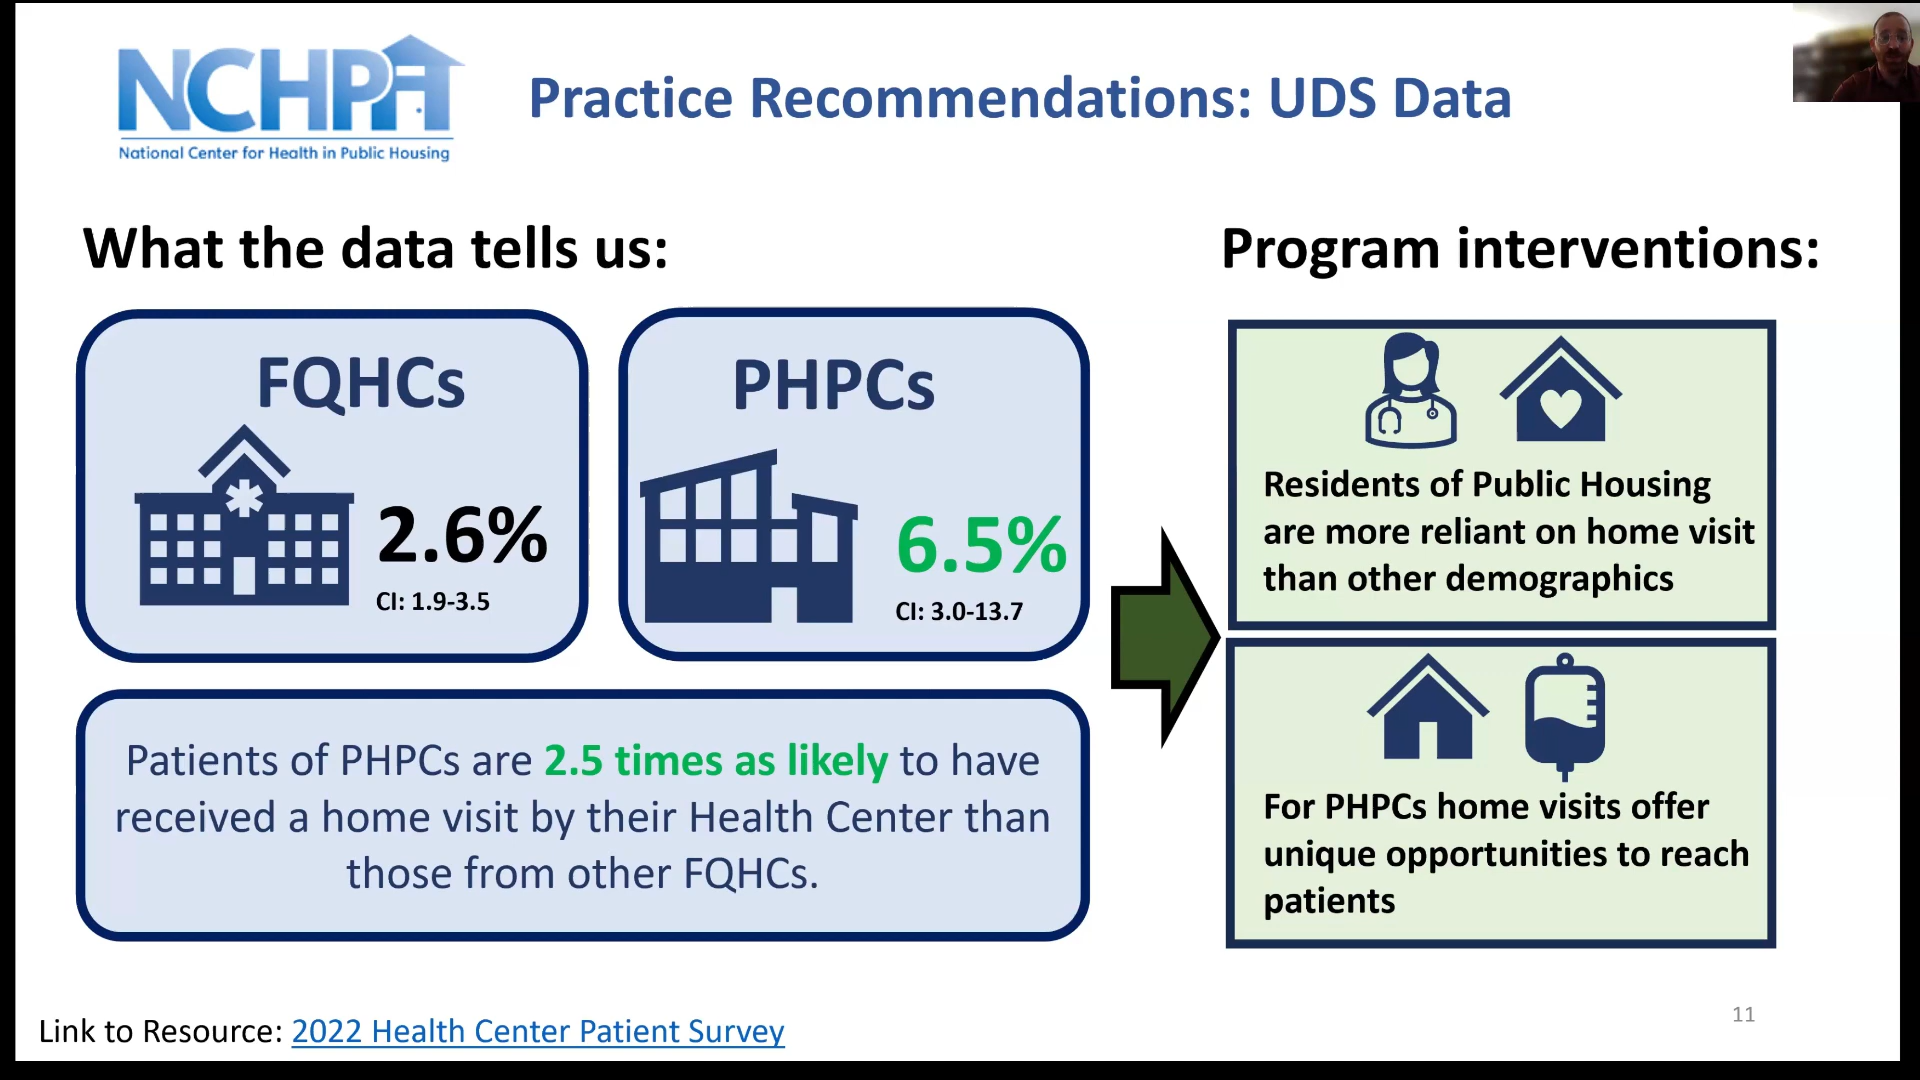 NCHPH
National Center for Health in Public Housing
Practice Recommendations: UDS Data
What the data tells us:
FQHCs
2.6%
CI: 1.9-3.5
PHPCs
6.5%
CI: 3.0-13.7
Patients of PHPCs are 2.5 times as likely to have
received a home visit by their Health Center than
those from other FQHCs.
Program interventions:
Residents of Public Housing
are more reliant on home visit
than other demographics
For PHPCs home visits offer
unique opportunities to reach
patients
Link to Resource: 2022 Health Center Patient Survey
11